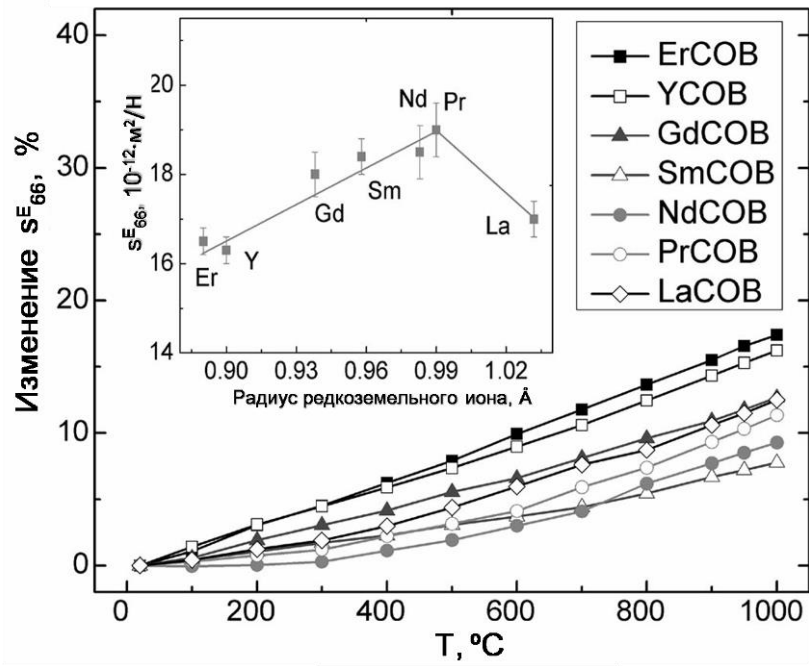 Изменение s^E_66, %
40
30
20
10
0
0
200
400
600
800
1000
T, ºC
s^E_66, 10^-12·м²/Н
20
18
16
14
0.90
0.93
0.96
0.99
1.02
Радиус редкоземельного иона, Å
Er
Y
Gd
Sm
Nd
Pr
La
ErCOB
YCOB
GdCOB
SmCOB
NdCOB
PrCOB
LaCOB